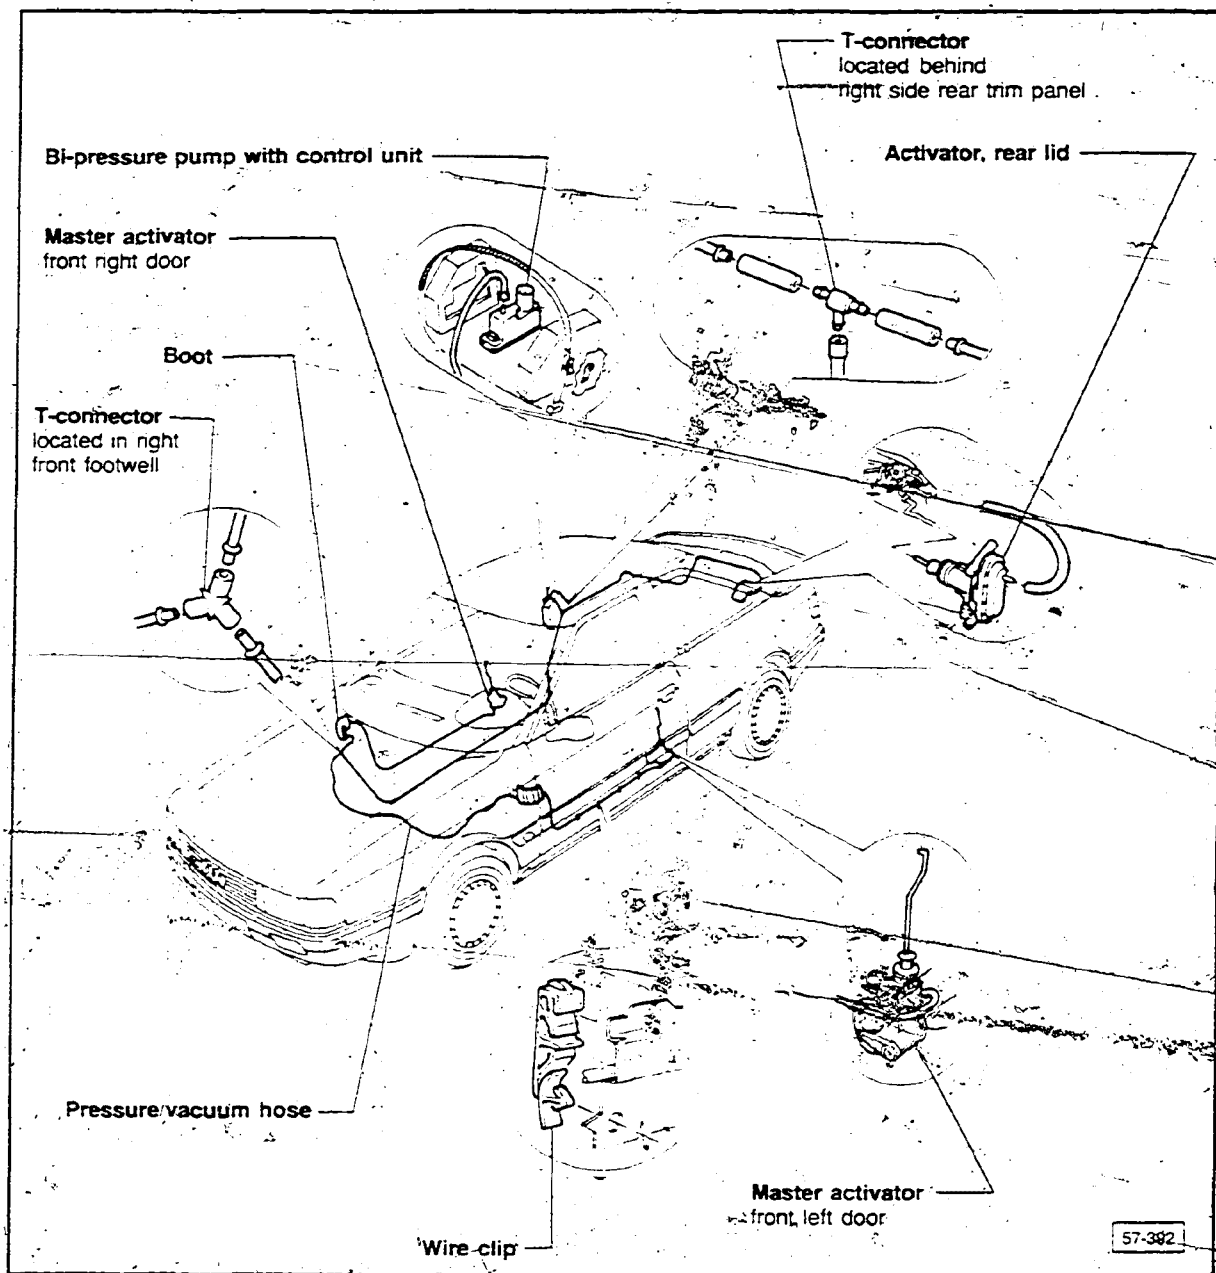 T-connector
located behind
right side rear trim panel
Bi-pressure pump with control unit
Activator, rear lid
Master activator
front right door
Boot
T-connector
located in right
front footwell
Pressure/vacuum hose
Master activator
front left door
Wire clip
57-392